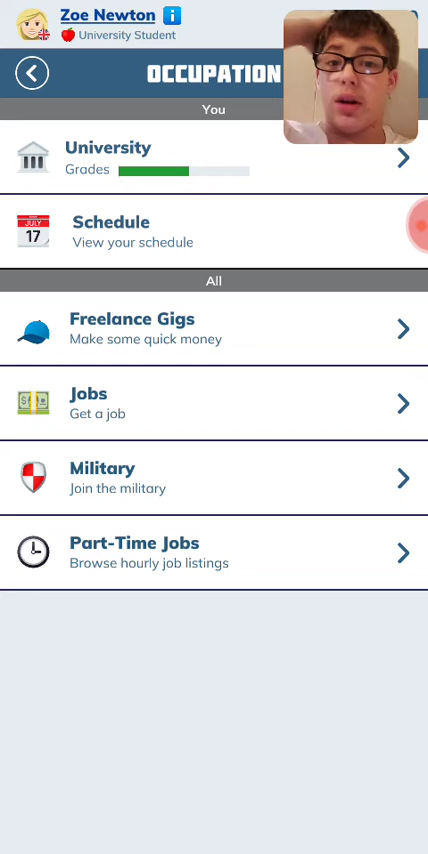 Zoe Newton
University Student
OCCUPATION
You
University
Grades
JULY
17
Schedule
View your schedule
All
Freelance Gigs
Make some quick money
Jobs
Get a job
Military
Join the military
Part-Time Jobs
Browse hourly job listings